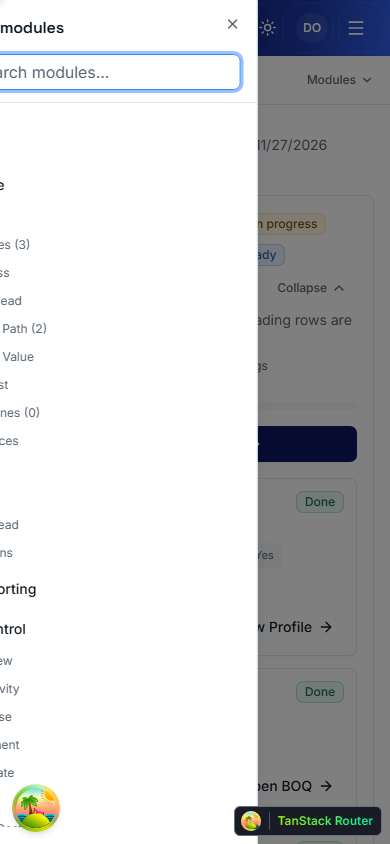 modules
DO
arch modules...
Modules
11/27/2026
e
n progress
es (3)
ady
ss
ead
Collapse
Path (2)
ading rows are
Value
gs
st
nes (0)
ces
Done
ead
ns
Yes
orting
ntrol
w Profile
ew
vity
Done
se
ent
ate
pen BOQ
TanStack Router